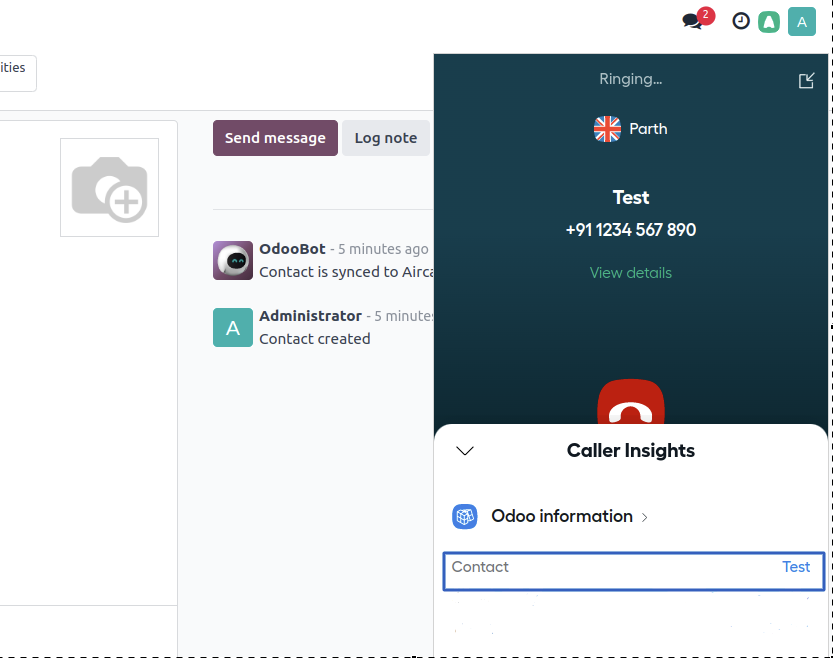 2
A
ities
Send message
Log note
OdooBot - 5 minutes ago
Contact is synced to Airca
A
Administrator - 5 minutes
Contact created
Ringing...
Parth
Test
+91 1234 567 890
View details
Caller Insights
Odoo information
Contact
Test